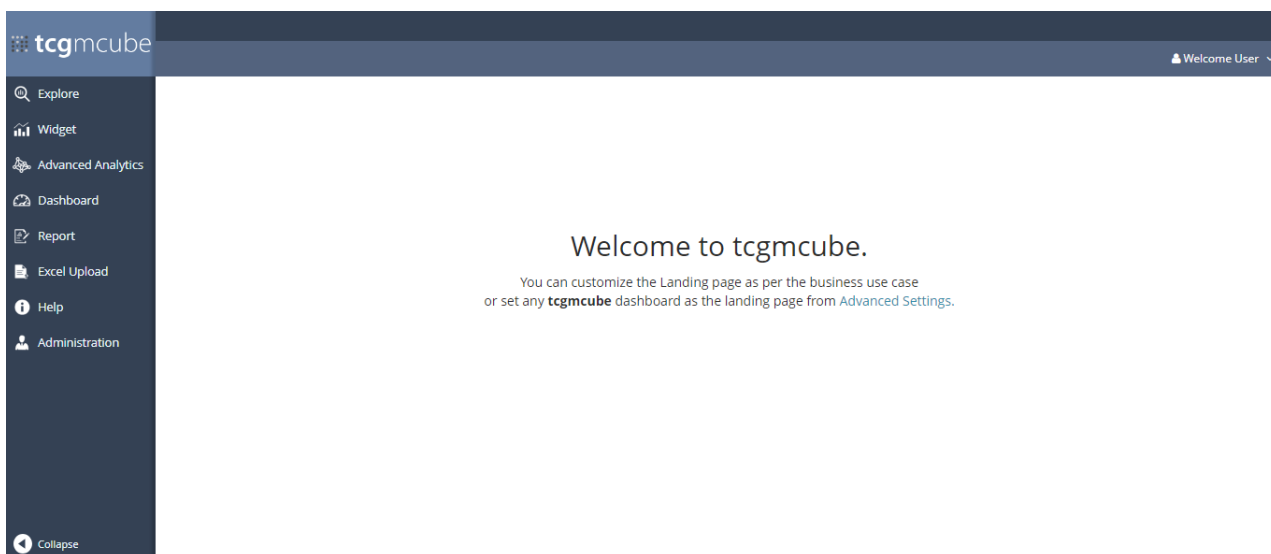 tcgmcube
Welcome User
Explore
Widget
Advanced Analytics
Dashboard
Report
Excel Upload
Help
Administration
Collapse
Welcome to tcgmcube.
You can customize the Landing page as per the business use case
or set any tcgmcube dashboard as the landing page from Advanced Settings.